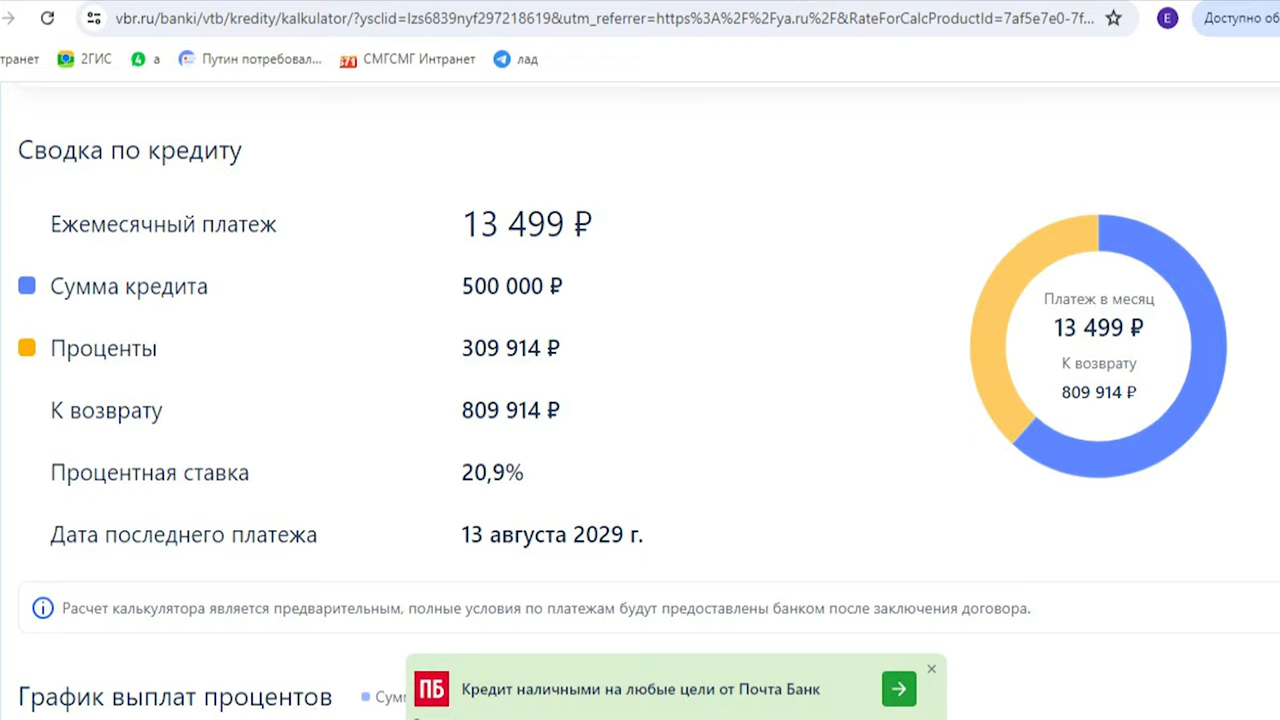 vbr.ru/banki/vtb/kredity/kalkulator/?ysclid=lzs6839nyf297218619&utm_referrer=https%3A%2F%2Fya.ru%2F&RateForCalcProductId=7af5e7e0-7f...
E
Доступно об
транет
2ГИС
4
а
Путин потребовал...
СМГСМГ Интранет
лад
Сводка по кредиту
Ежемесячный платеж 13 499 ₽
Сумма кредита 500 000 ₽
Проценты 309 914 ₽
К возврату 809 914 ₽
Процентная ставка 20,9%
Дата последнего платежа 13 августа 2029 г.
Платеж в месяц
13 499 ₽
К возврату
809 914 ₽
Расчет калькулятора является предварительным, полные условия по платежам будут предоставлены банком после заключения договора.
График выплат процентов
Сум
ПБ
Кредит наличными на любые цели от Почта Банк